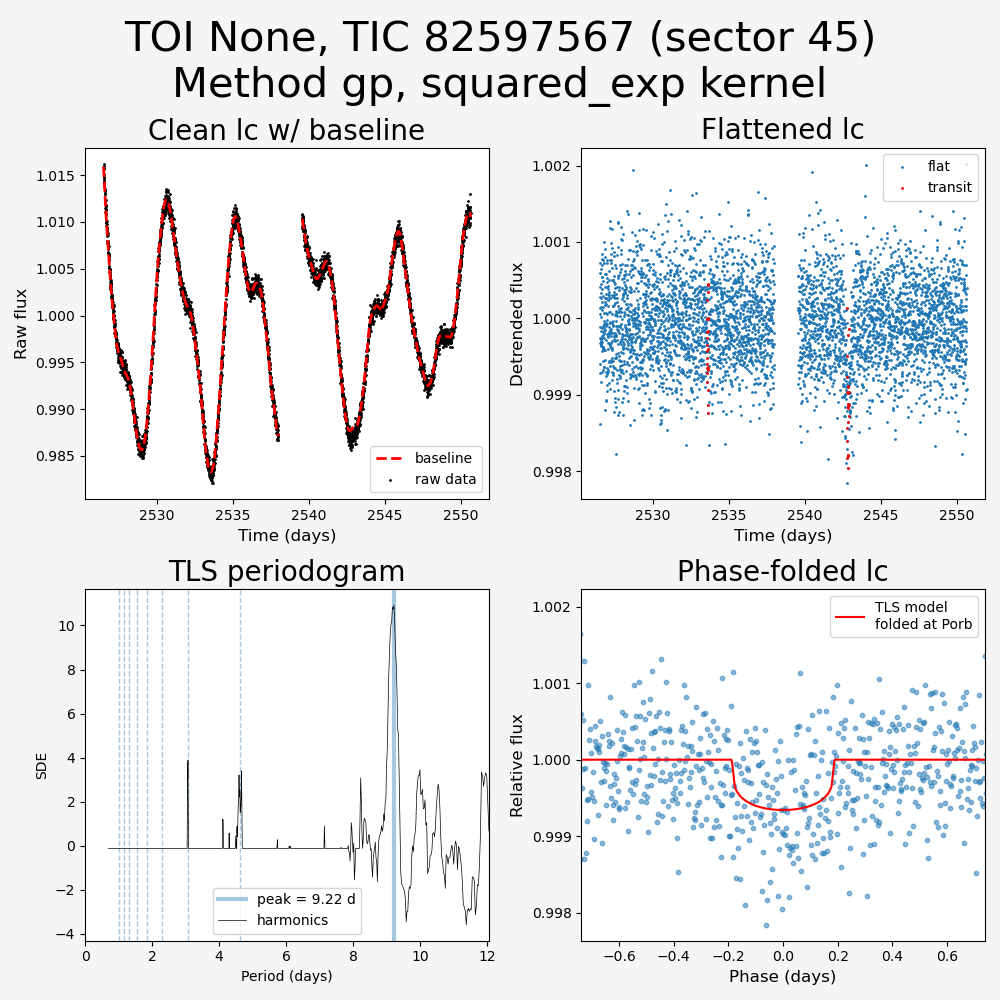 TOI None, TIC 82597567 (sector 45)
Method gp, squared_exp kernel
Clean lc w/ baseline
Raw flux
1.015
1.010
1.005
1.000
0.995
0.990
0.985
baseline
raw data
2530 2535 2540 2545 2550
Time (days)
Flattened lc
Detrended flux
1.002
1.001
1.000
0.999
0.998
flat
transit
2530 2535 2540 2545 2550
Time (days)
TLS periodogram
SDE
10
8
6
4
2
0
−2
−4
peak = 9.22 d
harmonics
0 2 4 6 8 10 12
Period (days)
Phase-folded lc
Relative flux
1.002
1.001
1.000
0.999
0.998
TLS model
folded at Porb
−0.6 −0.4 −0.2 0.0 0.2 0.4 0.6
Phase (days)